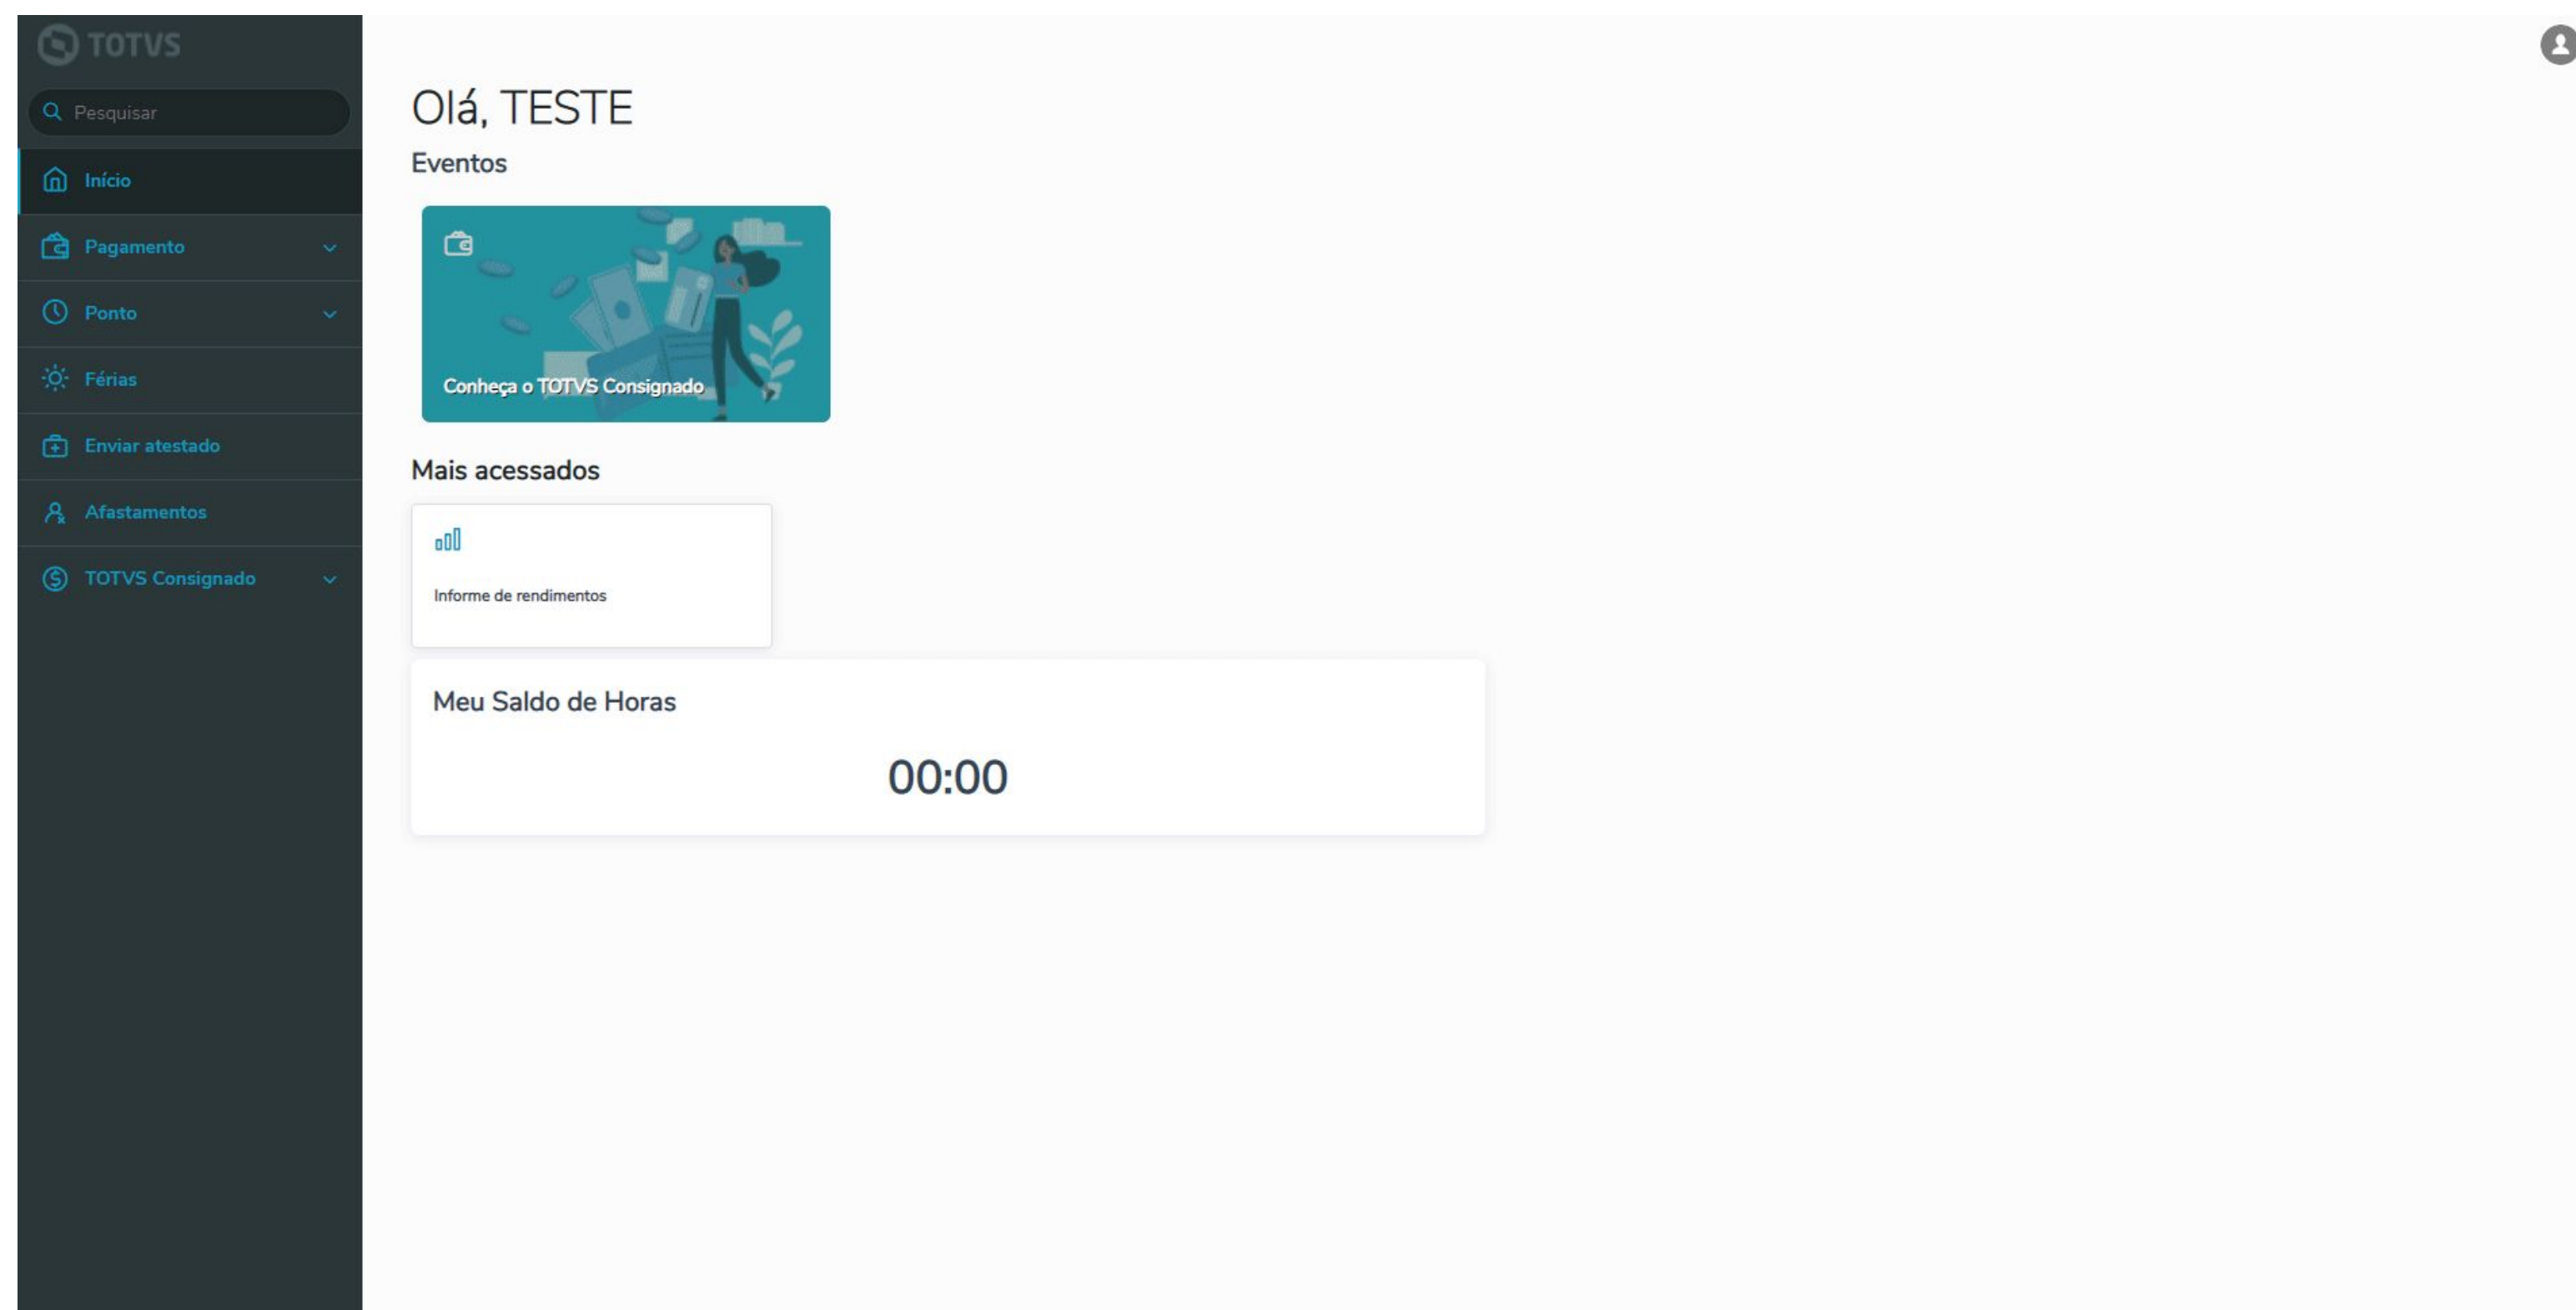 TOTVS
Pesquisar
Início
Pagamento
Ponto
Férias
Enviar atestado
Afastamentos
TOTVS Consignado
Olá, TESTE
Eventos
Conheça o TOTVS Consignado
Mais acessados
Informe de rendimentos
Meu Saldo de Horas
00:00